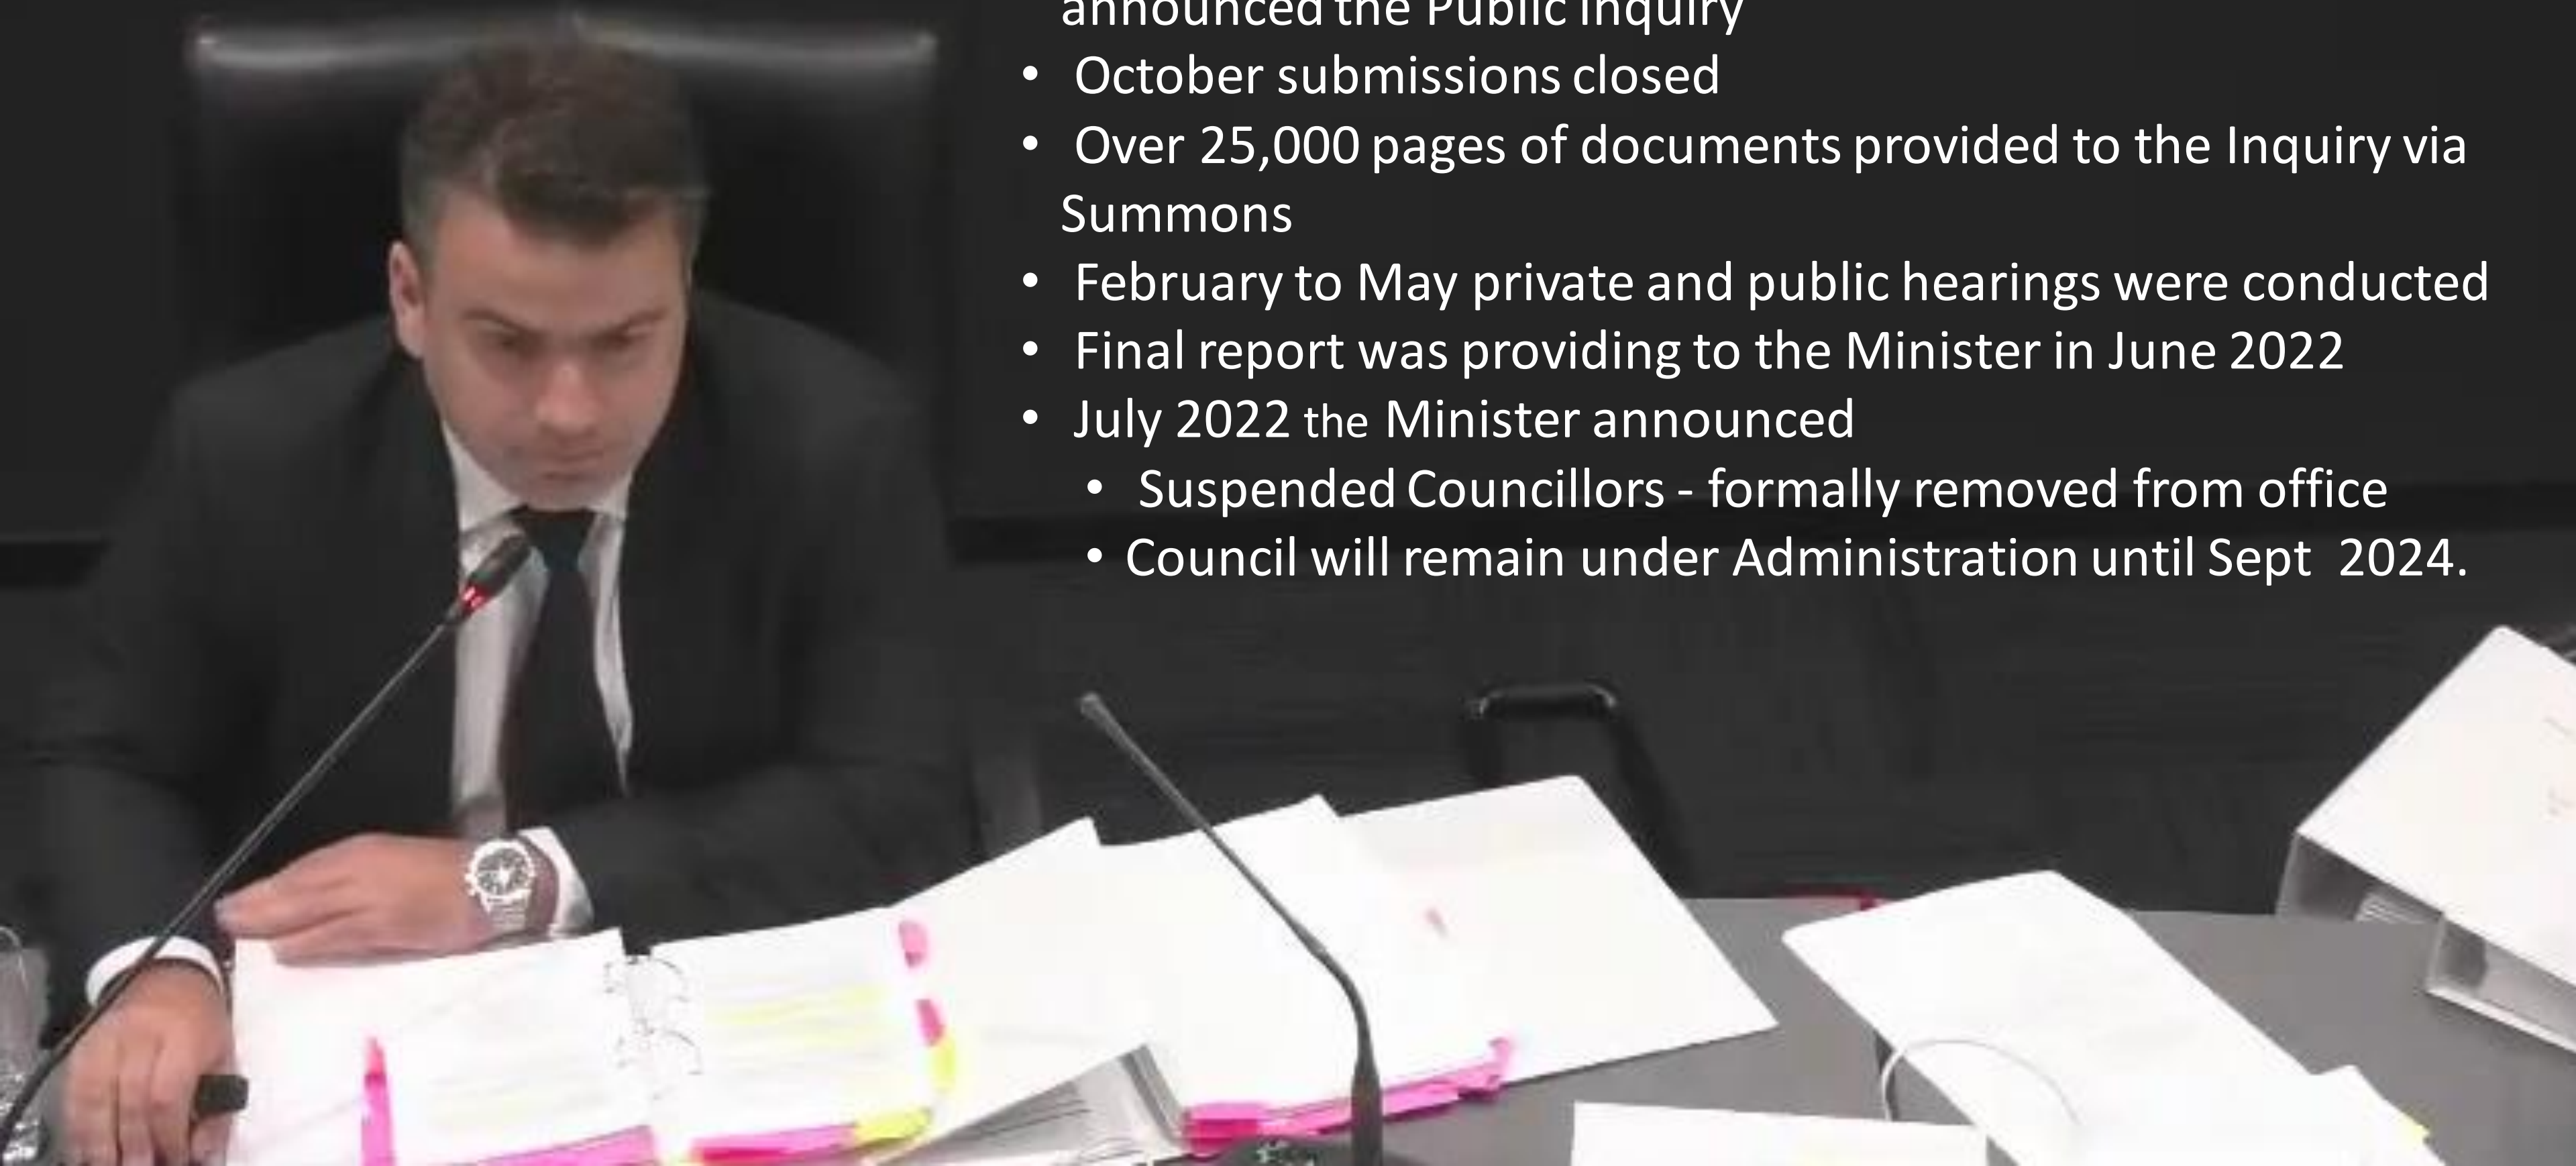 announced the Public Inquiry
• October submissions closed
• Over 25,000 pages of documents provided to the Inquiry via
Summons
• February to May private and public hearings were conducted
• Final report was providing to the Minister in June 2022
• July 2022 the Minister announced
• Suspended Councillors - formally removed from office
• Council will remain under Administration until Sept 2024.